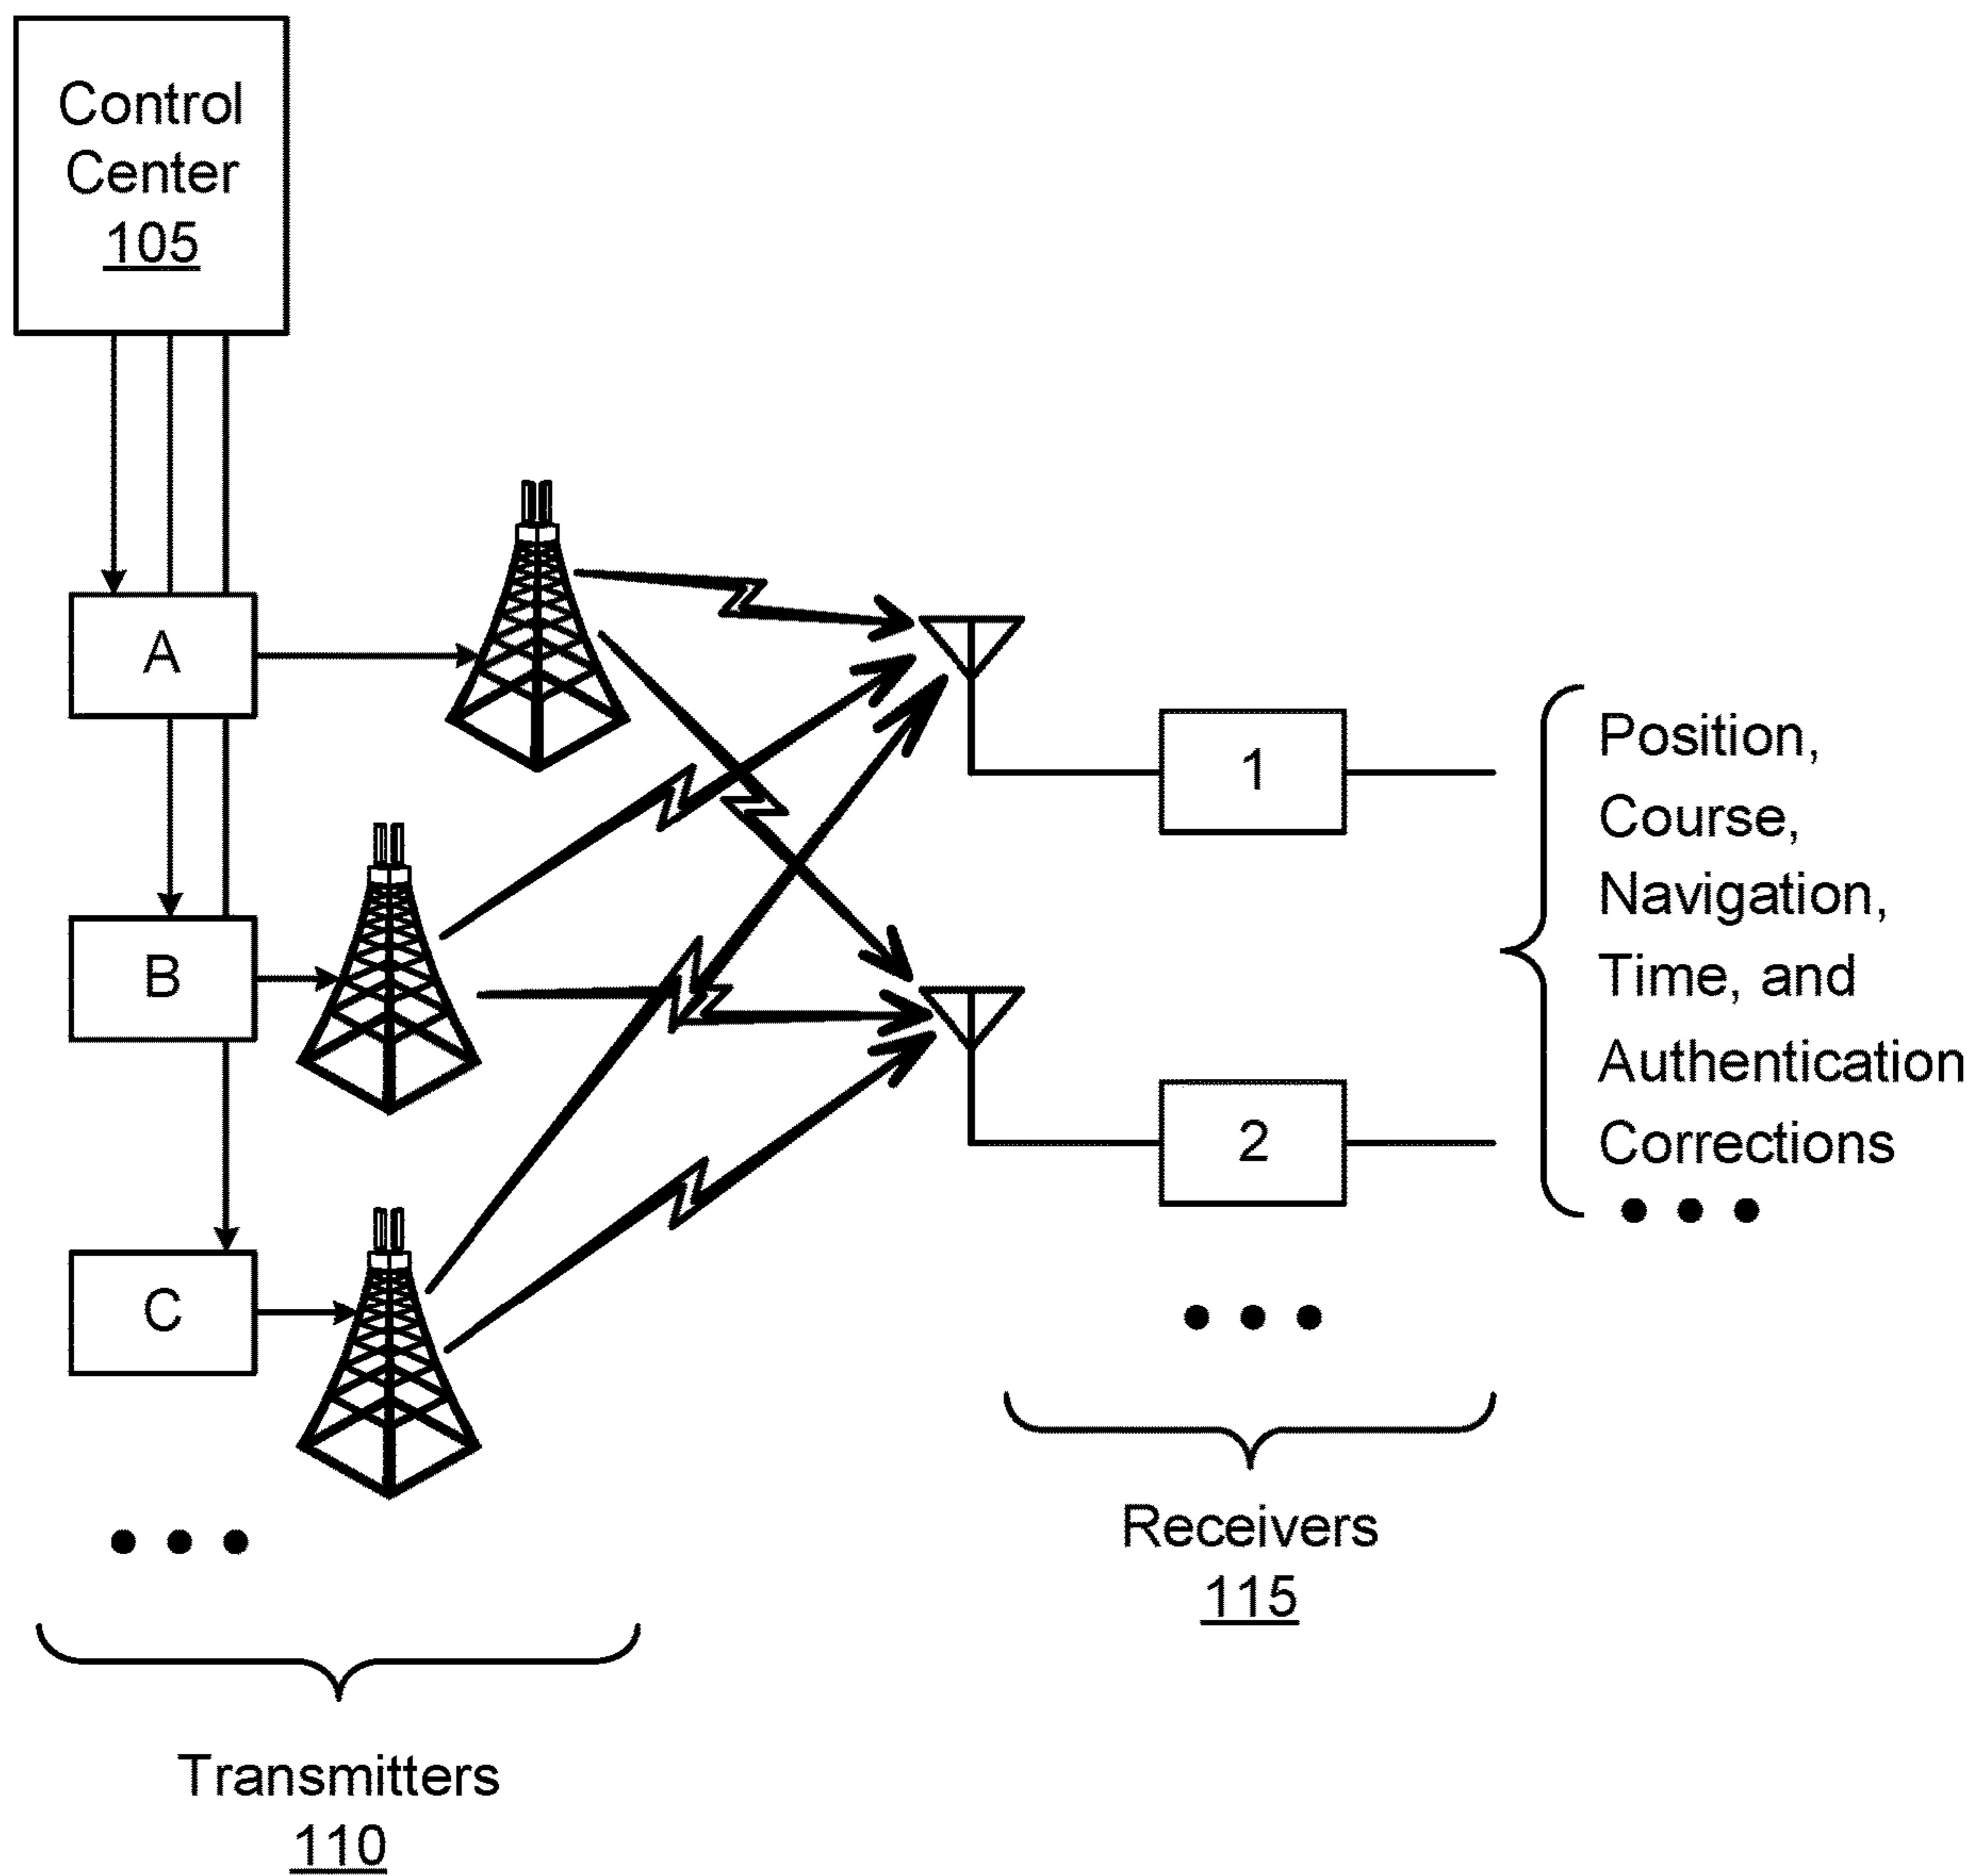 Control
Center
105
A
B
C
1
2
Position,
Course,
Navigation,
Time, and
Authentication
Corrections
Receivers
115
Transmitters
110